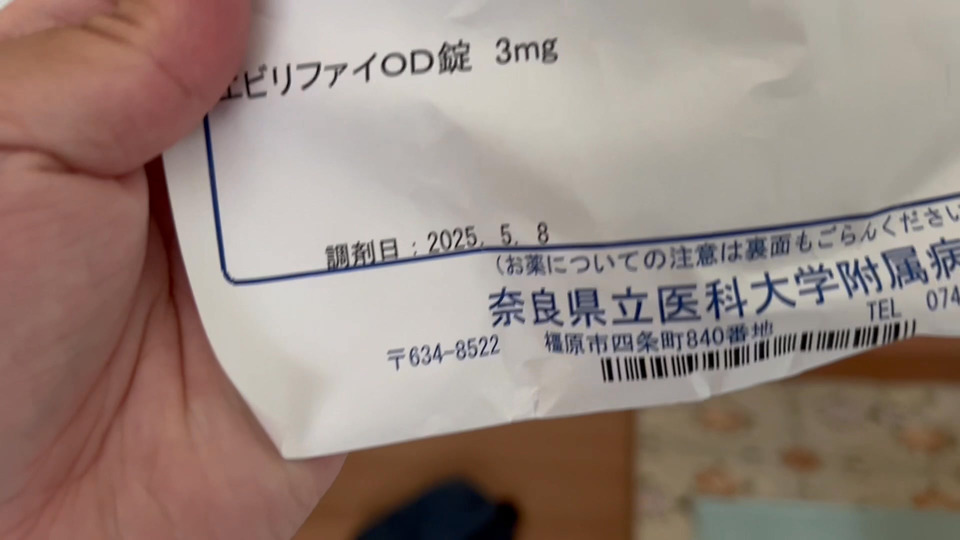 エビリファイOD錠 3mg
調剤日：2025. 5. 8
(お薬についての注意は裏面もごらんください
奈良県立医科大学附属病
〒634-8522 橿原市四条町840番地 TEL 074